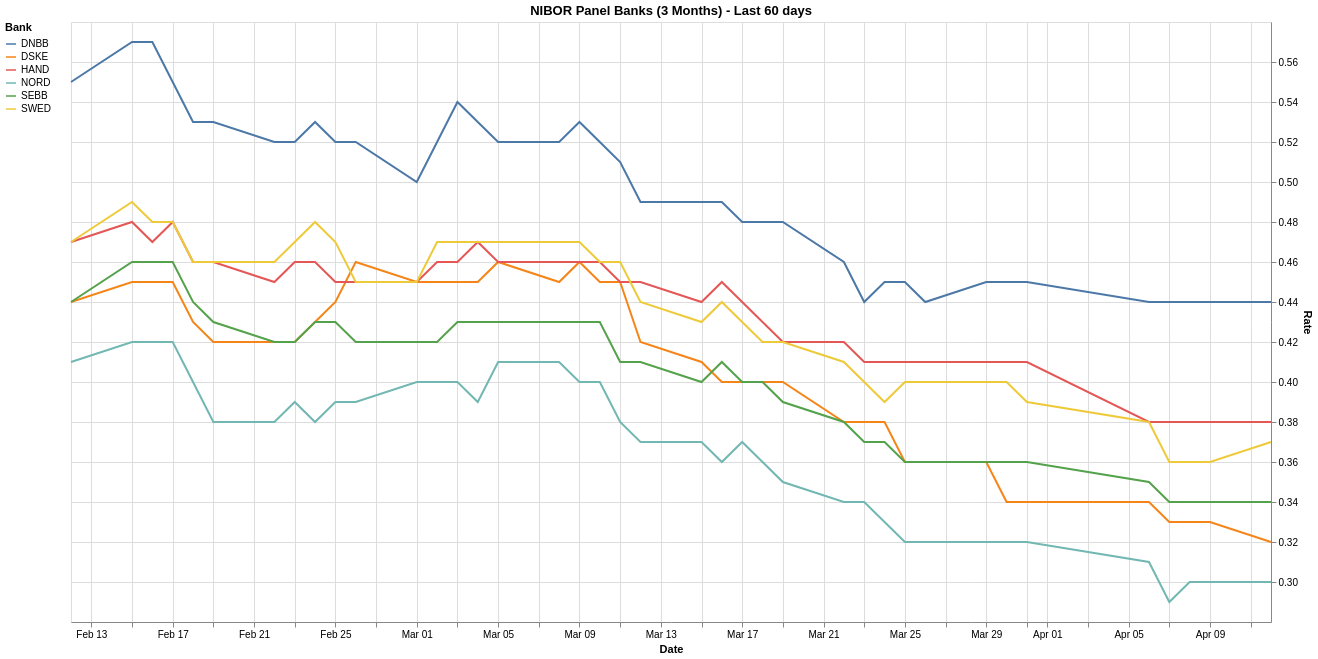 NIBOR Panel Banks (3 Months) - Last 60 days
Bank
DNBB
DSKE
HAND
NORD
SEBB
SWED
0.56
0.54
0.52
0.50
0.48
0.46
0.44
0.42
0.40
0.38
0.36
0.34
0.32
0.30
Rate
Feb 13 Feb 17 Feb 21 Feb 25 Mar 01 Mar 05 Mar 09 Mar 13 Mar 17 Mar 21 Mar 25 Mar 29 Apr 01 Apr 05 Apr 09
Date